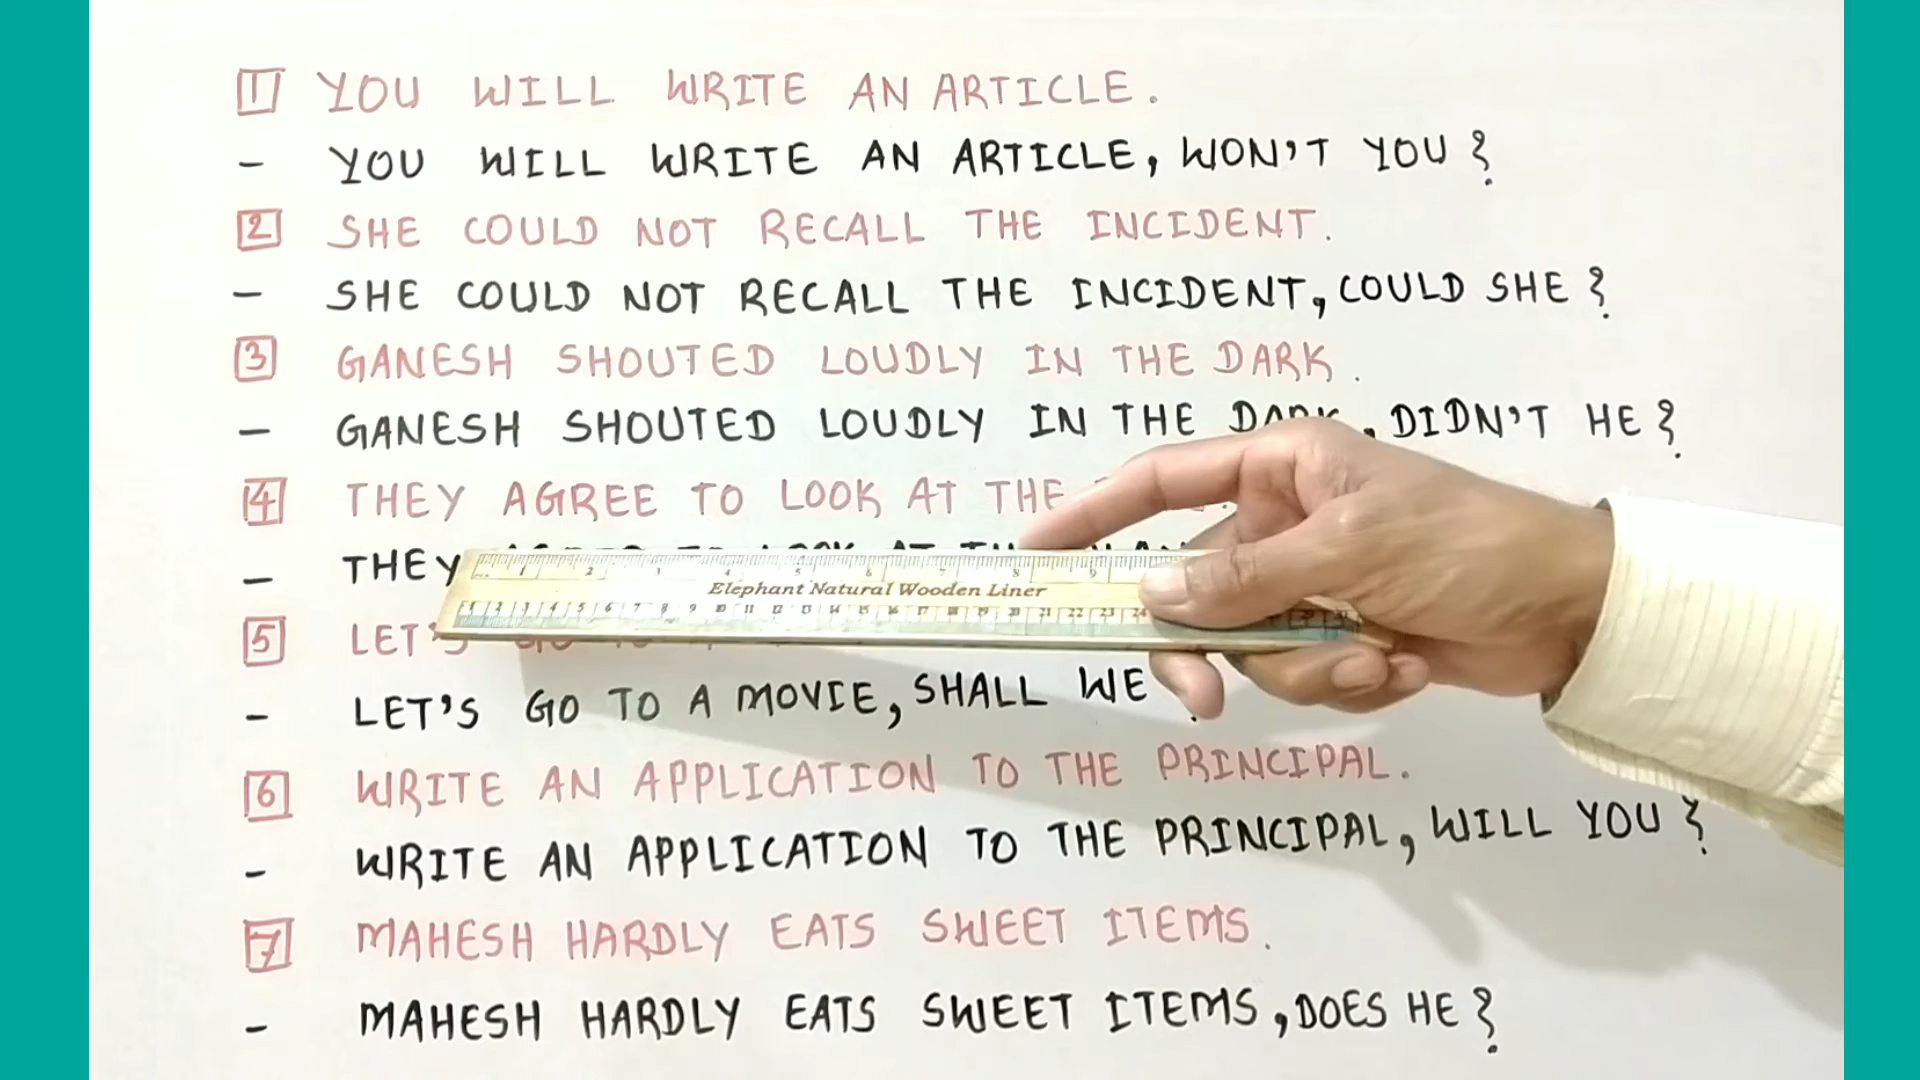 1 YOU WILL WRITE AN ARTICLE.
- YOU WILL WRITE AN ARTICLE, WON'T YOU?
2 SHE COULD NOT RECALL THE INCIDENT.
- SHE COULD NOT RECALL THE INCIDENT, COULD SHE?
3 GANESH SHOUTED LOUDLY IN THE DARK.
- GANESH SHOUTED LOUDLY IN THE DARK, DIDN'T HE?
4 THEY AGREE TO LOOK AT THE
- THEY
Elephant Natural Wooden Liner
5 LET'S
- LET'S GO TO A MOVIE, SHALL WE
6 WRITE AN APPLICATION TO THE PRINCIPAL.
- WRITE AN APPLICATION TO THE PRINCIPAL, WILL YOU?
7 MAHESH HARDLY EATS SWEET ITEMS.
- MAHESH HARDLY EATS SWEET ITEMS, DOES HE?